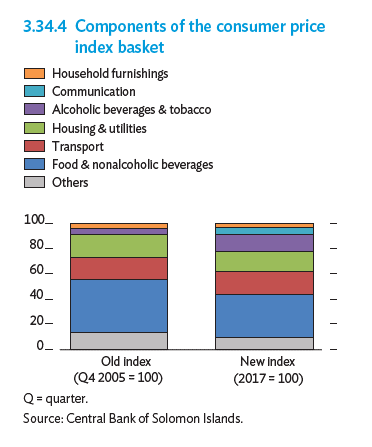 3.34.4 Components of the consumer price
index basket
Household furnishings
Communication
Alcoholic beverages & tobacco
Housing & utilities
Transport
Food & nonalcoholic beverages
Others
100
80
60
40
20
0
Old index
(Q4 2005 = 100)
New index
(2017 = 100)
Q = quarter.
Source: Central Bank of Solomon Islands.